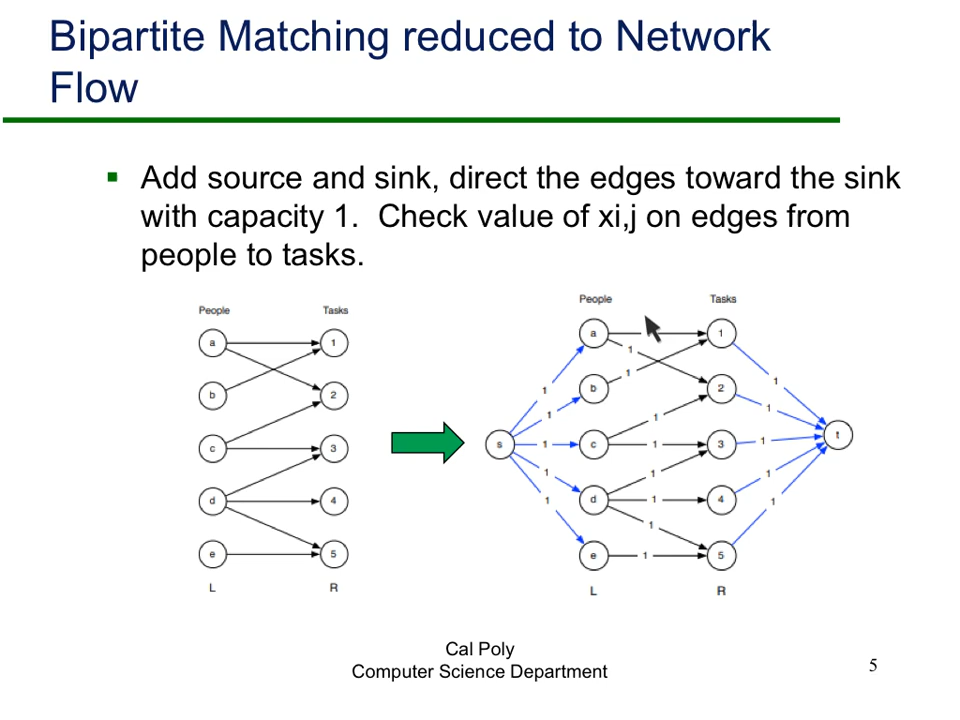 Bipartite Matching reduced to Network
Flow
Add source and sink, direct the edges toward the sink
with capacity 1. Check value of xi,j on edges from
people to tasks.
People Tasks
a 1
b 2
c 3
d 4
e 5
L R
People Tasks
a 1
1
1
1 1
b 2
1 1 1
s 1 c 1 3 1 t
1 1 1
d 1 4
1 1 1
e 1 5
L R
Cal Poly
Computer Science Department
5